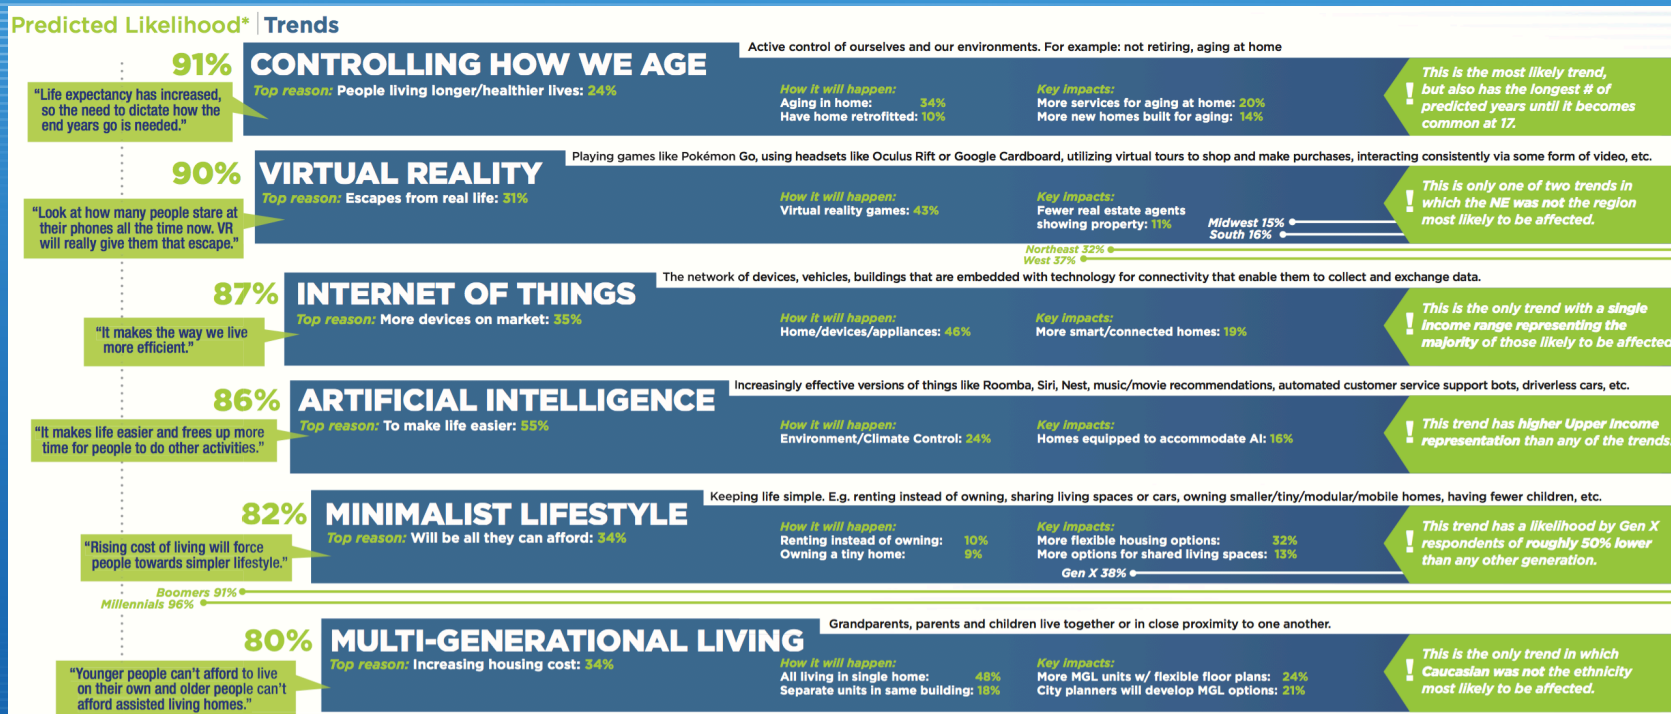 Predicted Likelihood* | Trends
91%
CONTROLLING HOW WE AGE
Active control of ourselves and our environments. For example: not retiring, aging at home
Top reason: People living longer/healthier lives: 24%
"Life expectancy has increased,
so the need to dictate how the
end years go is needed."
How it will happen:
Aging in home: 34%
Have home retrofitted: 10%
Key impacts:
More services for aging at home: 20%
More new homes built for aging: 14%
!
This is the most likely trend,
but also has the longest # of
predicted years until it becomes
common at 17.
90%
VIRTUAL REALITY
Playing games like Pokémon Go, using headsets like Oculus Rift or Google Cardboard, utilizing virtual tours to shop and make purchases, interacting consistently via some form of video, etc.
Top reason: Escapes from real life: 31%
"Look at how many people stare at
their phones all the time now. VR
will really give them that escape."
How it will happen:
Virtual reality games: 43%
Key impacts:
Fewer real estate agents
showing property: 11%
Midwest 15%
South 16%
Northeast 32%
West 37%
!
This is only one of two trends in
which the NE was not the region
most likely to be affected.
87%
INTERNET OF THINGS
The network of devices, vehicles, buildings that are embedded with technology for connectivity that enable them to collect and exchange data.
Top reason: More devices on market: 35%
"It makes the way we live
more efficient."
How it will happen:
Home/devices/appliances: 46%
Key impacts:
More smart/connected homes: 19%
!
This is the only trend with a single
income range representing the
majority of those likely to be affected
86%
ARTIFICIAL INTELLIGENCE
Increasingly effective versions of things like Roomba, Siri, Nest, music/movie recommendations, automated customer service support bots, driverless cars, etc.
Top reason: To make life easier: 55%
"It makes life easier and frees up more
time for people to do other activities."
How it will happen:
Environment/Climate Control: 24%
Key impacts:
Homes equipped to accommodate AI: 16%
!
This trend has higher Upper Income
representation than any of the trends
82%
MINIMALIST LIFESTYLE
Keeping life simple. E.g. renting instead of owning, sharing living spaces or cars, owning smaller/tiny/modular/mobile homes, having fewer children, etc.
Top reason: Will be all they can afford: 34%
"Rising cost of living will force
people towards simpler lifestyle."
How it will happen:
Renting instead of owning: 10%
Owning a tiny home: 9%
Key impacts:
More flexible housing options: 32%
More options for shared living spaces: 13%
Gen X 38%
Boomers 91%
Millennials 96%
!
This trend has a likelihood by Gen X
respondents of roughly 50% lower
than any other generation.
80%
MULTI-GENERATIONAL LIVING
Grandparents, parents and children live together or in close proximity to one another.
Top reason: Increasing housing cost: 34%
"Younger people can't afford to live
on their own and older people can't
afford assisted living homes."
How it will happen:
All living in single home: 48%
Separate units in same building: 18%
Key impacts:
More MGL units w/ flexible floor plans: 24%
City planners will develop MGL options: 21%
!
This is the only trend in which
Caucasian was not the ethnicity
most likely to be affected.